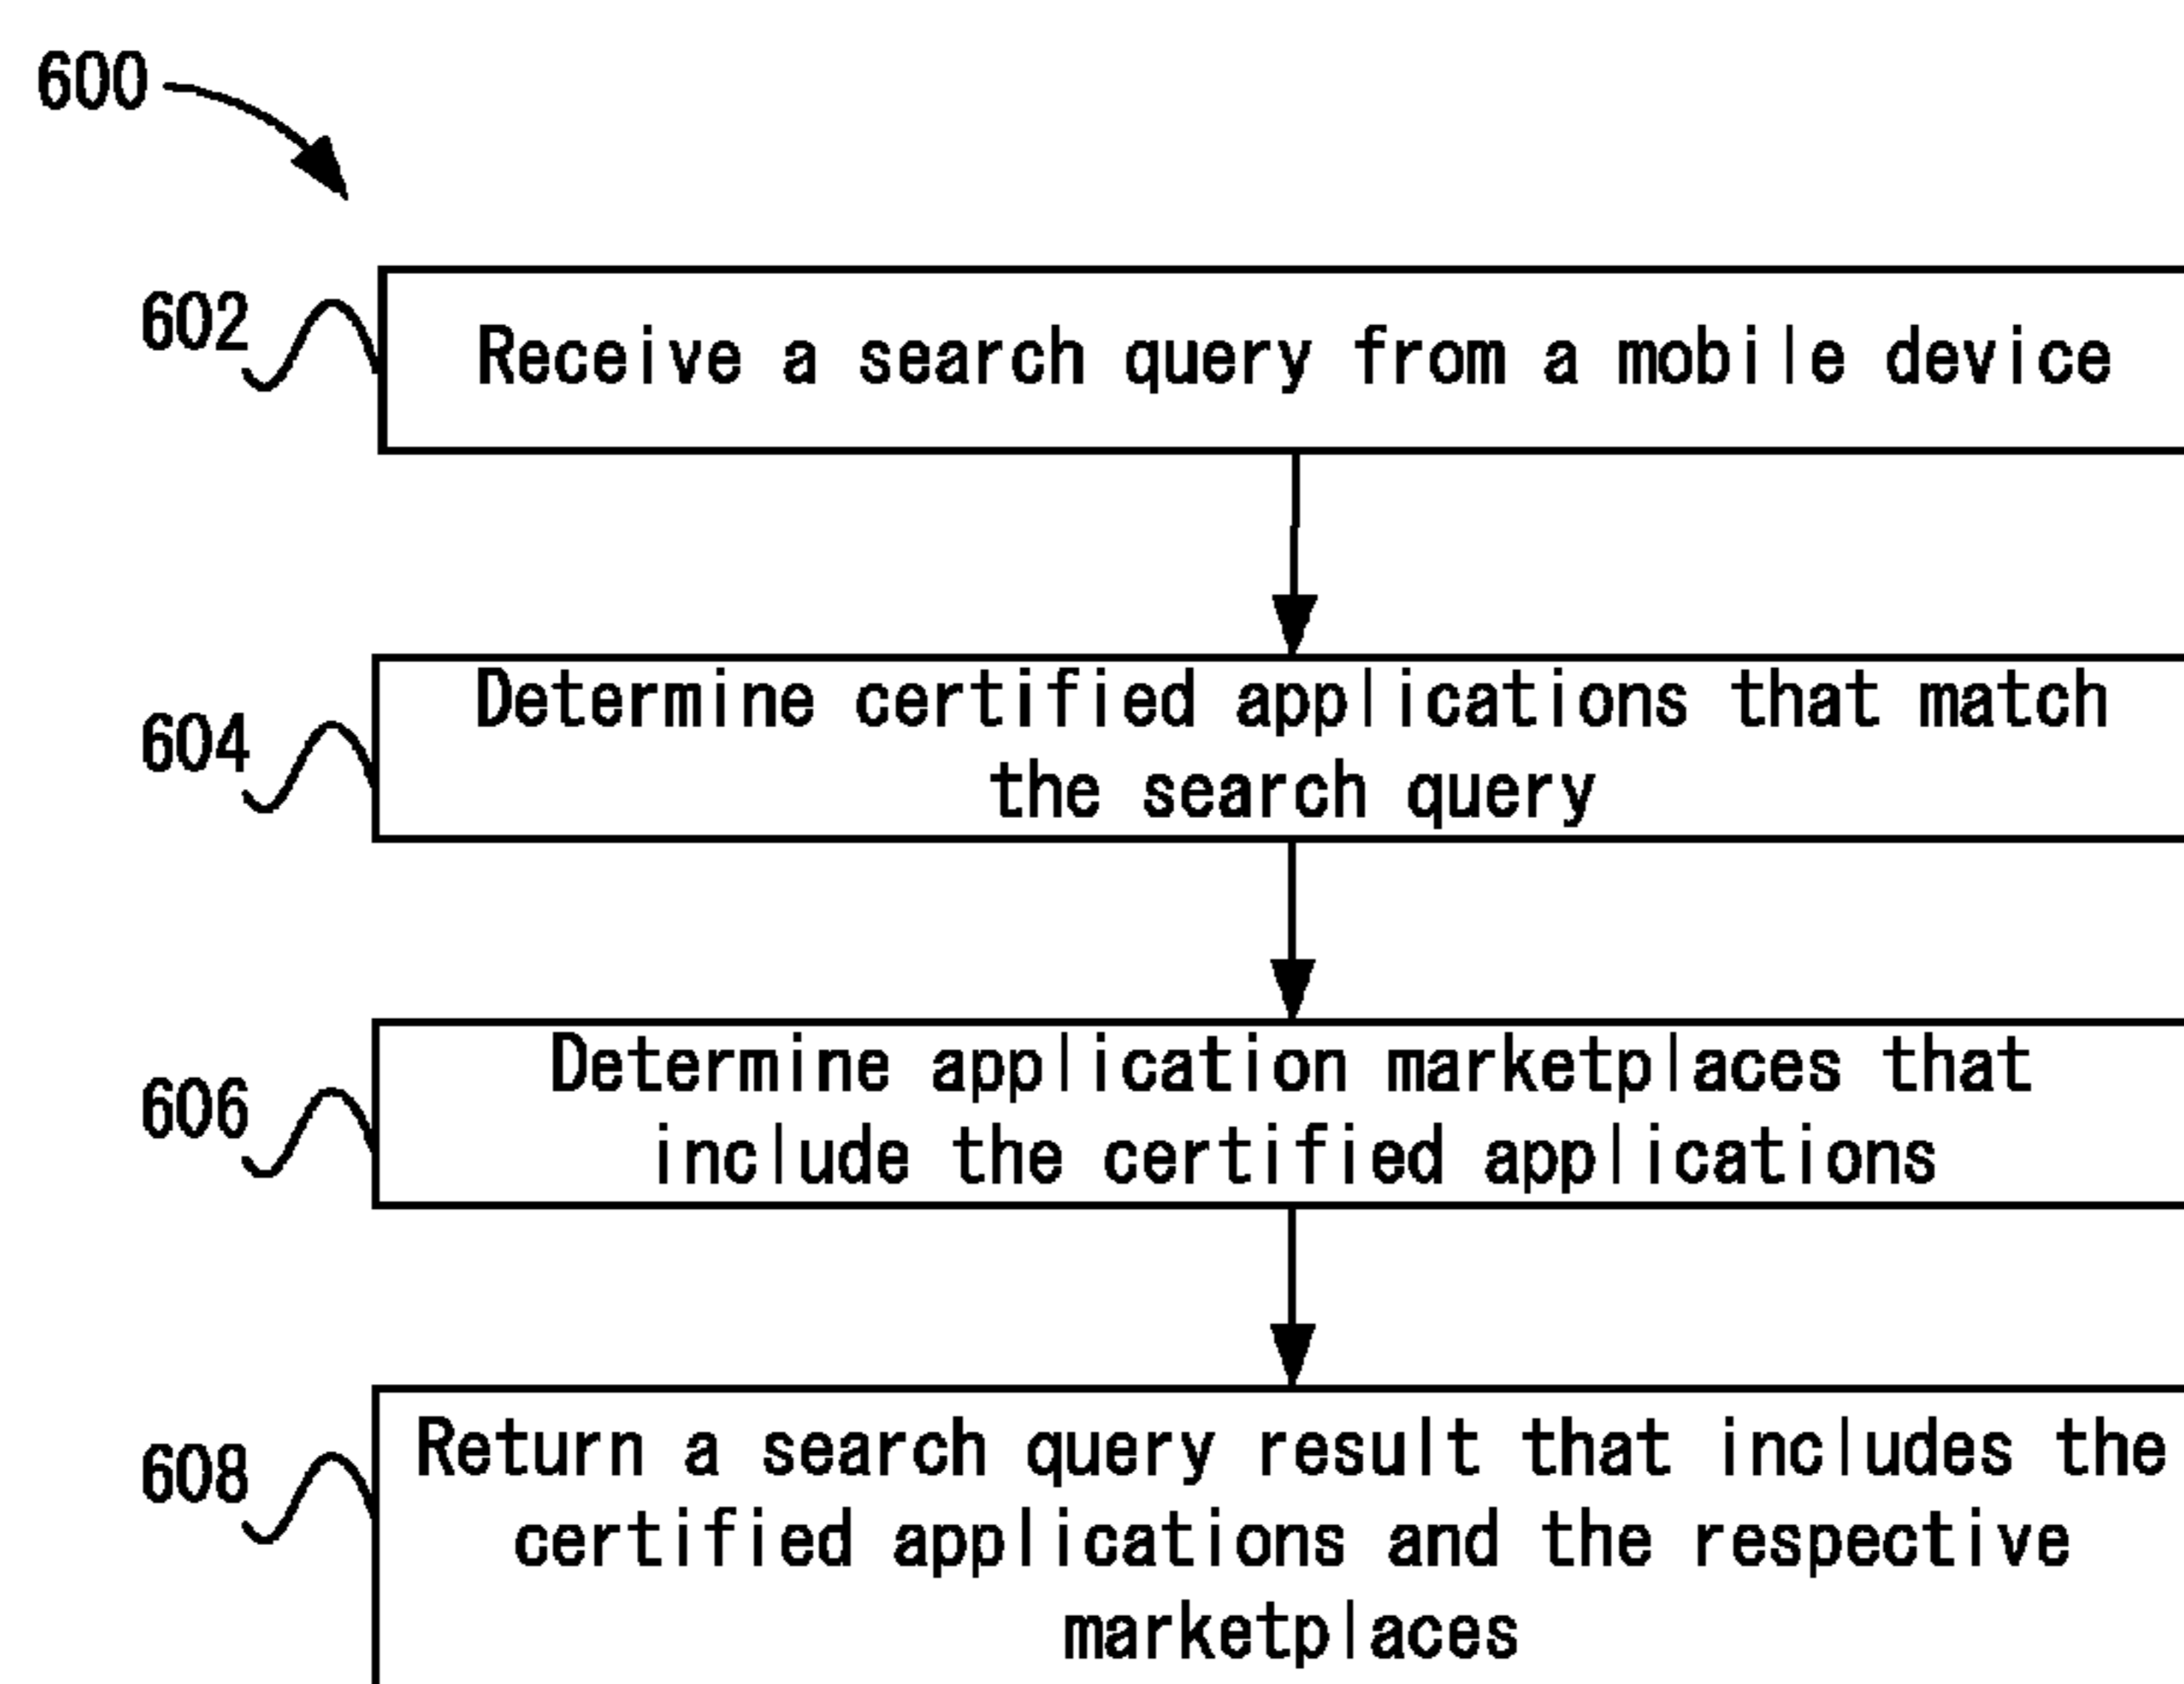 600
602
Receive a search query from a mobile device
604
Determine certified applications that match
the search query
606
Determine application marketplaces that
include the certified applications
608
Return a search query result that includes the
certified applications and the respective
marketplaces